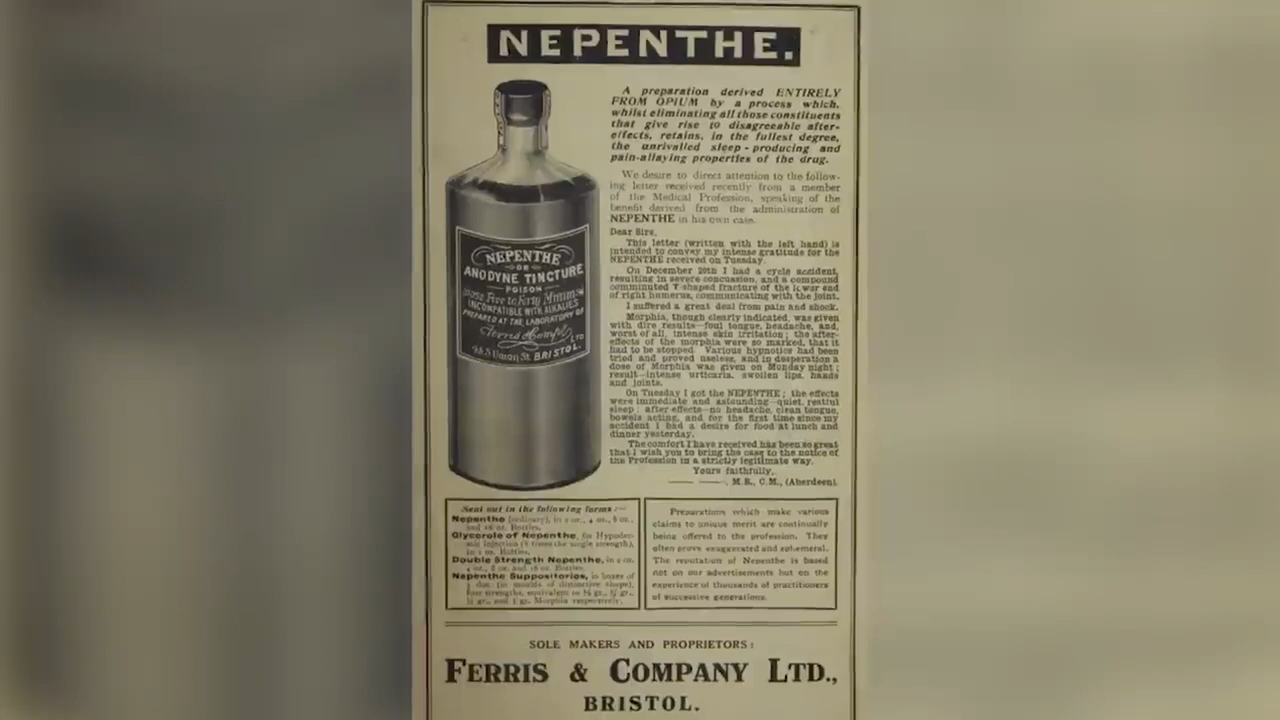 NEPENTHE.
A preparation derived ENTIRELY
FROM OPIUM by a process which,
whilst eliminating all those constituents
that give rise to disagreeable after-
effects, retains, in the fullest degree,
the unrivalled sleep-producing and
pain-allaying properties of the drug.
We desire to direct attention to the follow-
ing letter received recently from a member
of the Medical Profession, speaking of the
benefit derived from the administration of
NEPENTHE in his own case.
Dear Sirs,
This letter (written with the left hand) is
intended to convey my intense gratitude for the
NEPENTHE received on Tuesday.
On December 20th I had a cycle accident,
resulting in severe concussion, and a compound
comminuted T-shaped fracture of the lower end
of right humerus, communicating with the joint.
I suffered a great deal from pain and shock.
Morphia, though clearly indicated, was given
with dire results—foul tongue, headache, and,
worst of all, intense skin irritation; the after-
effects of the morphia were so marked, that it
had to be stopped. Various hypnotics had been
tried and proved useless, and in desperation a
dose of Morphia was given on Monday night;
result—intense urticaria, swollen lips, hands
and joints.
On Tuesday I got the NEPENTHE; the effects
were immediate and astounding—quiet, restful
sleep; after-effects—no headache, clean tongue,
bowels acting, and for the first time since my
accident I had a desire for food at lunch and
dinner yesterday.
The comfort I have received has been so great
that I wish you to bring the case to the notice of
the Profession in a strictly legitimate way.
Yours faithfully,
—— ——, M.B., C.M., (Aberdeen).
NEPENTHE
OR
ANODYNE TINCTURE
POISON
Dose Five to Forty Minims
INCOMPATIBLE WITH ALKALIES
PREPARED AT THE LABORATORY OF
Ferris & Compy LTD
Union St. BRISTOL.
Sent out in the following forms:—
Nepenthe (ordinary), in 2 oz., 4 oz., 8 oz.,
and 16 oz. Bottles.
Glycerole of Nepenthe, for Hypoder-
mic Injection ( times the single strength),
in 1 oz. Bottles.
Double Strength Nepenthe, in 2 oz.
4 oz., 8 oz. and 16 oz. Bottles.
Nepenthe Suppositories, in boxes of
1 doz. (in moulds of distinctive shape),
four strengths, equivalent to
gr., and 1 gr. Morphia respectively.
Preparations which make various
claims to unique merit are continually
being offered to the profession. They
often prove exaggerated and ephemeral.
The reputation of Nepenthe is based
not on our advertisements but on the
experience of thousands of practitioners
of successive generations.
SOLE MAKERS AND PROPRIETORS:
FERRIS & COMPANY LTD.,
BRISTOL.